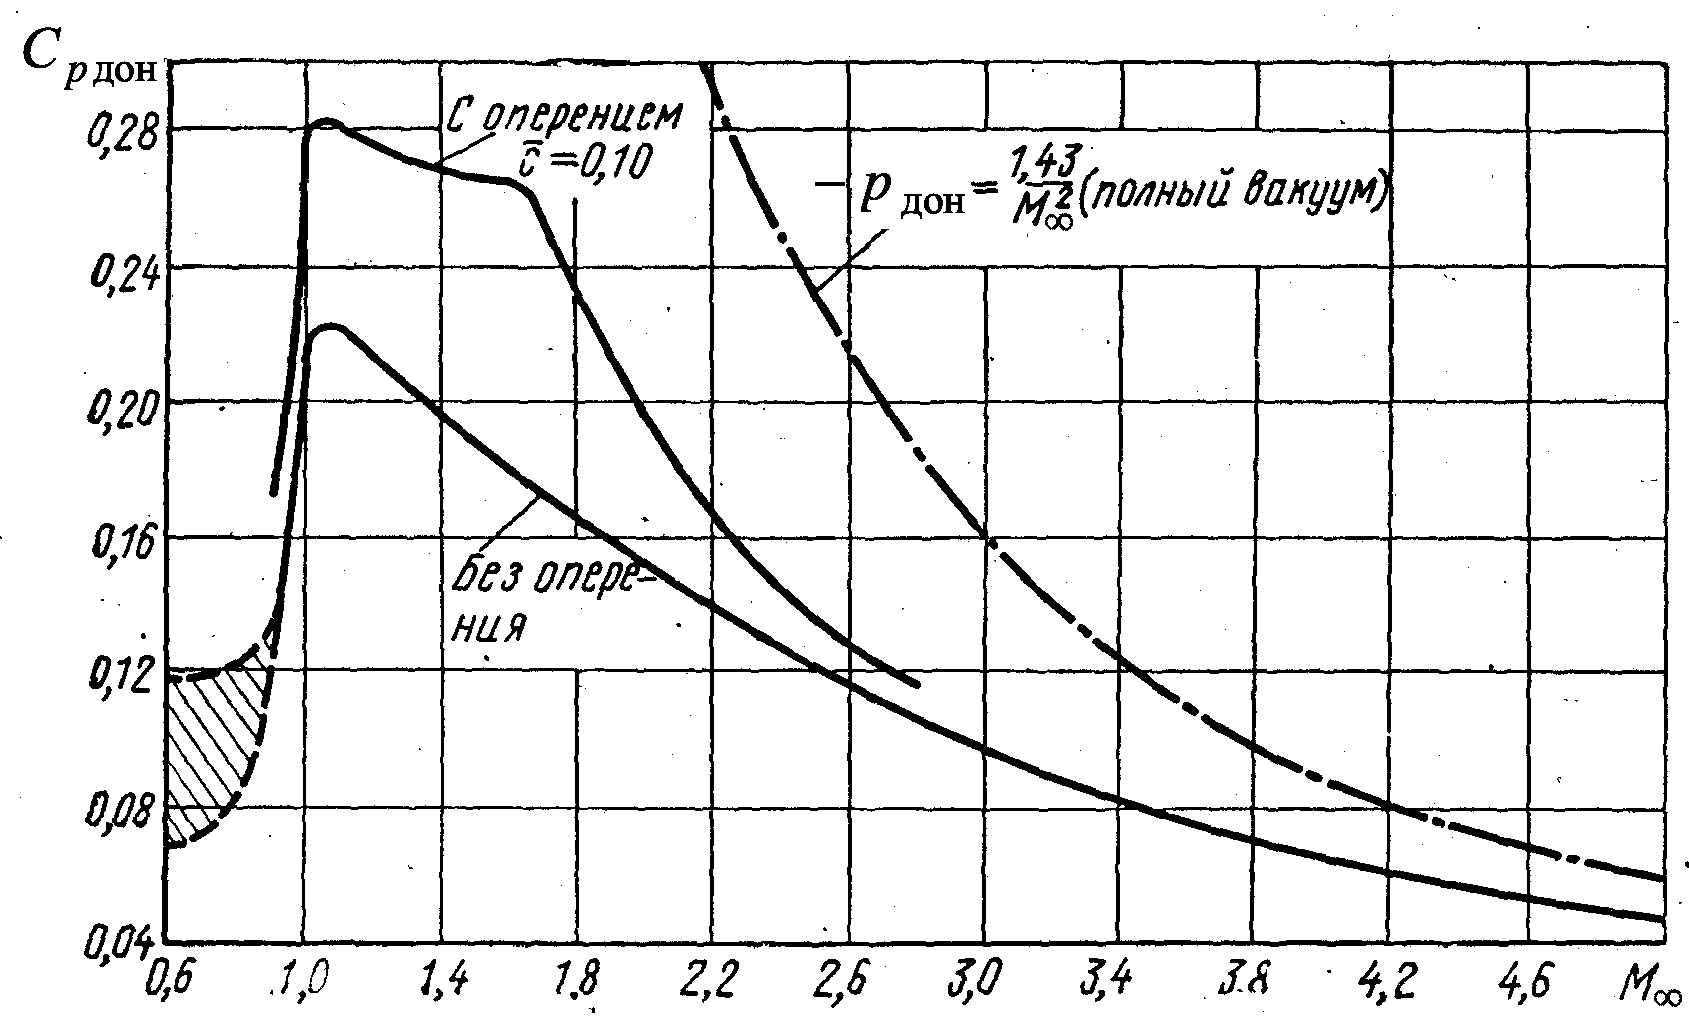 C р дон
0,28
0,24
0,20
0,16
0,12
0,08
0,04
С оперением
c̄ = 0,10
– p дон = 1,43/M∞² (полный вакуум)
Без опере-
ния
0,6 1,0 1,4 1.8 2,2 2,6 3,0 3,4 3.8 4,2 4,6 M∞